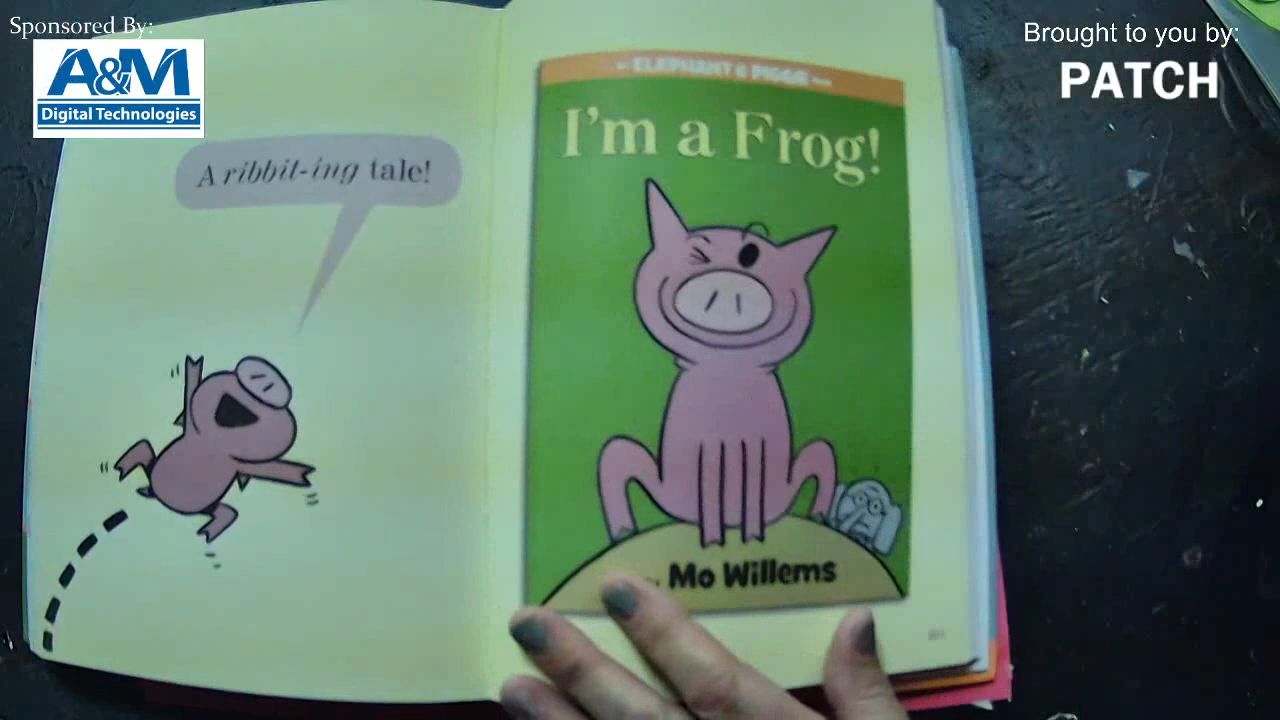 Sponsored By:
A&M
Digital Technologies
Brought to you by:
PATCH
A ribbit-ing tale!
ELEPHANT & PIGGIE
I'm a Frog!
Mo Willems